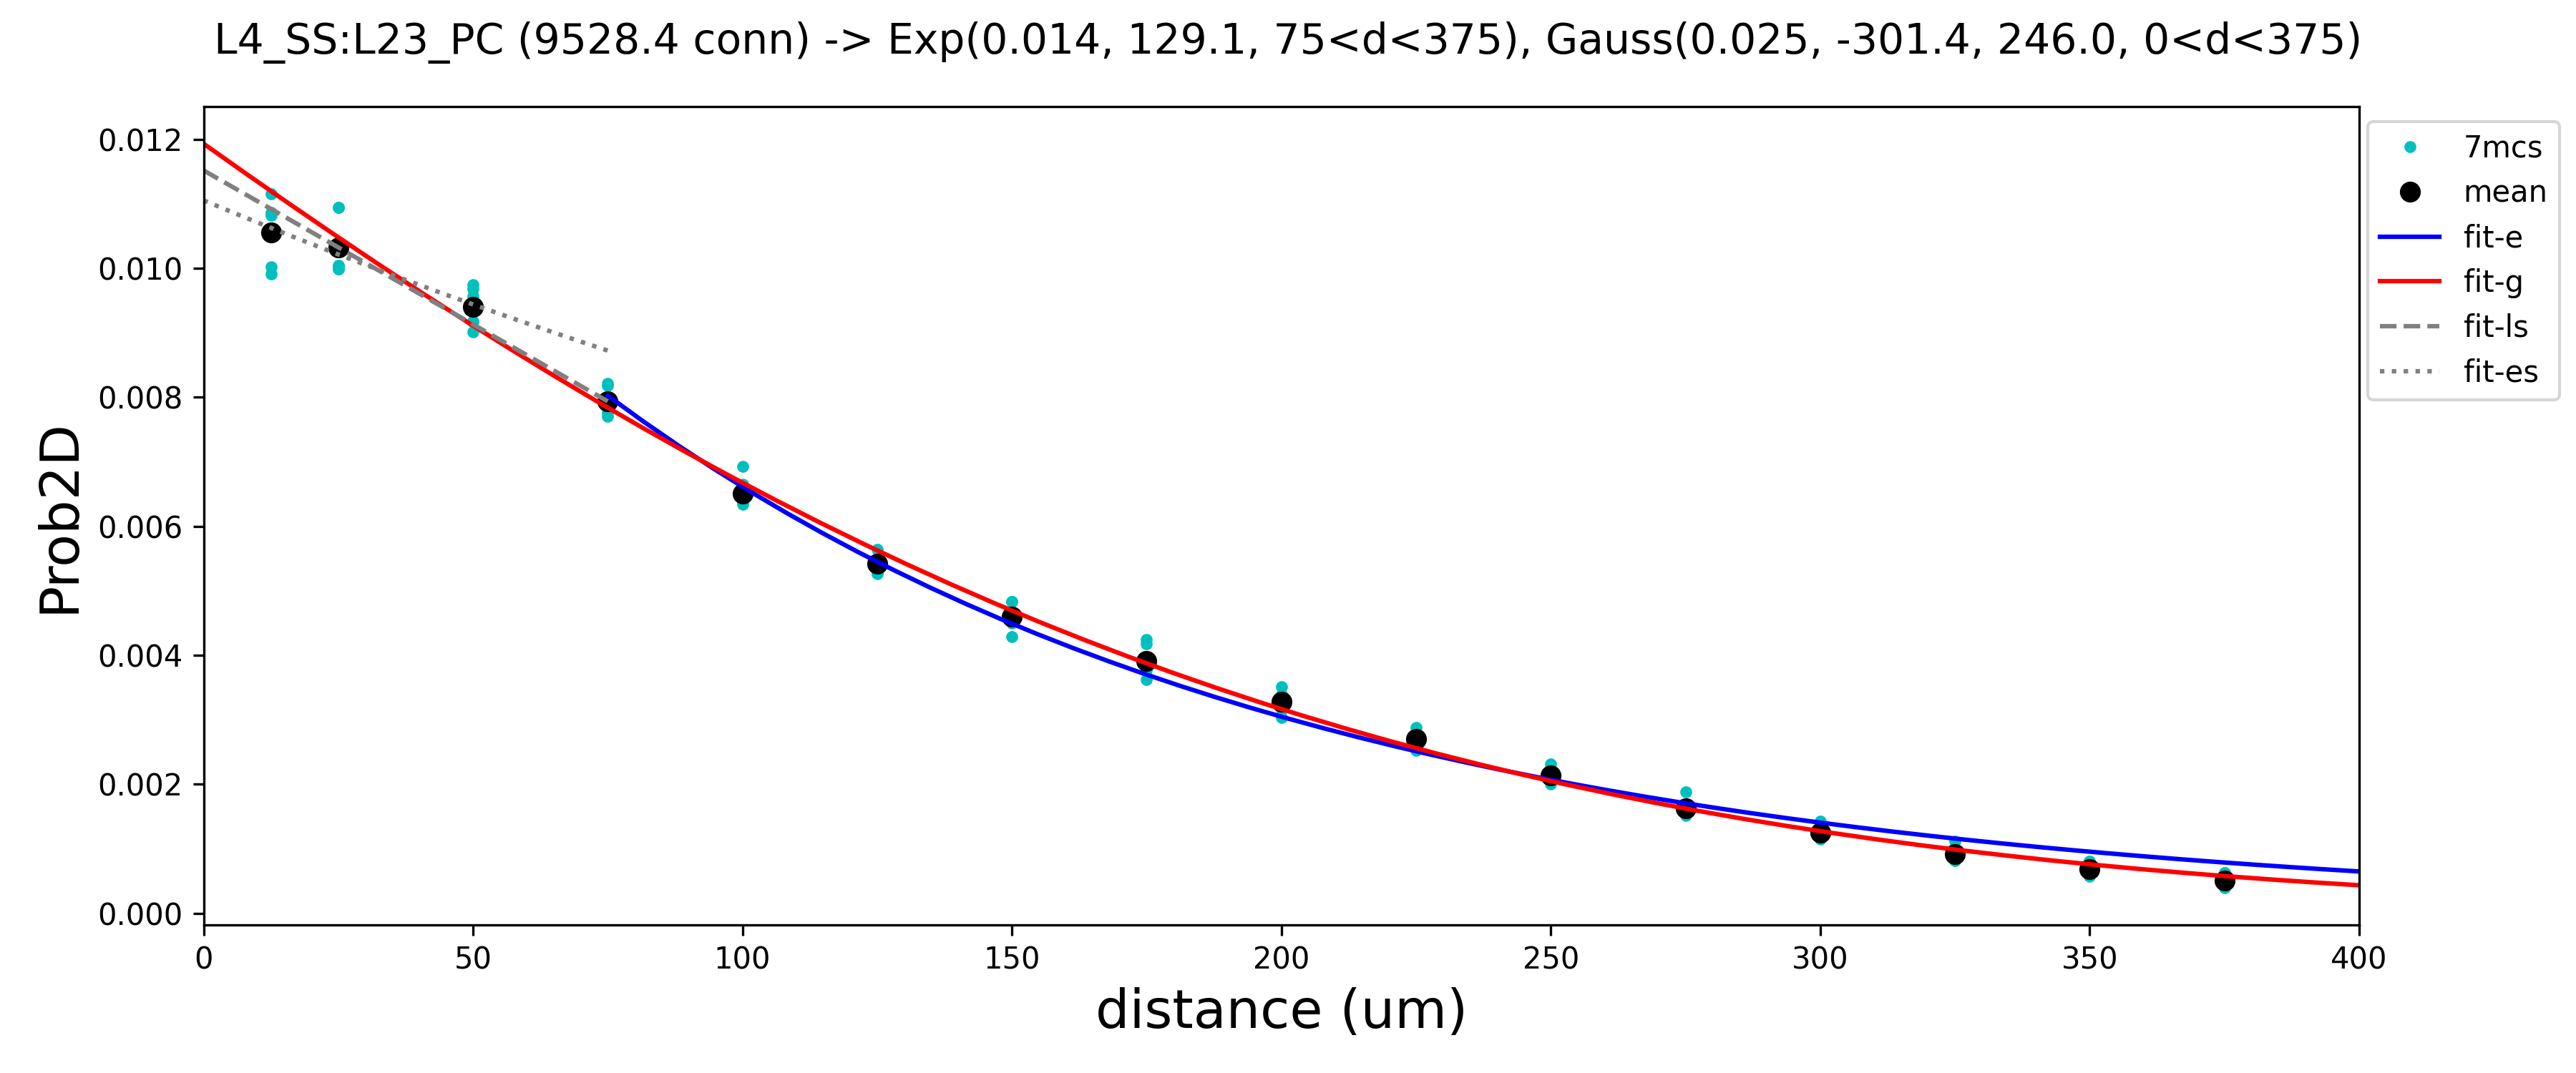 L4_SS:L23_PC (9528.4 conn) -> Exp(0.014, 129.1, 75<d<375), Gauss(0.025, -301.4, 246.0, 0<d<375)
0.012
0.010
0.008
0.006
0.004
0.002
0.000
Prob2D
0 50 100 150 200 250 300 350 400
distance (um)
7mcs
mean
fit-e
fit-g
fit-ls
fit-es